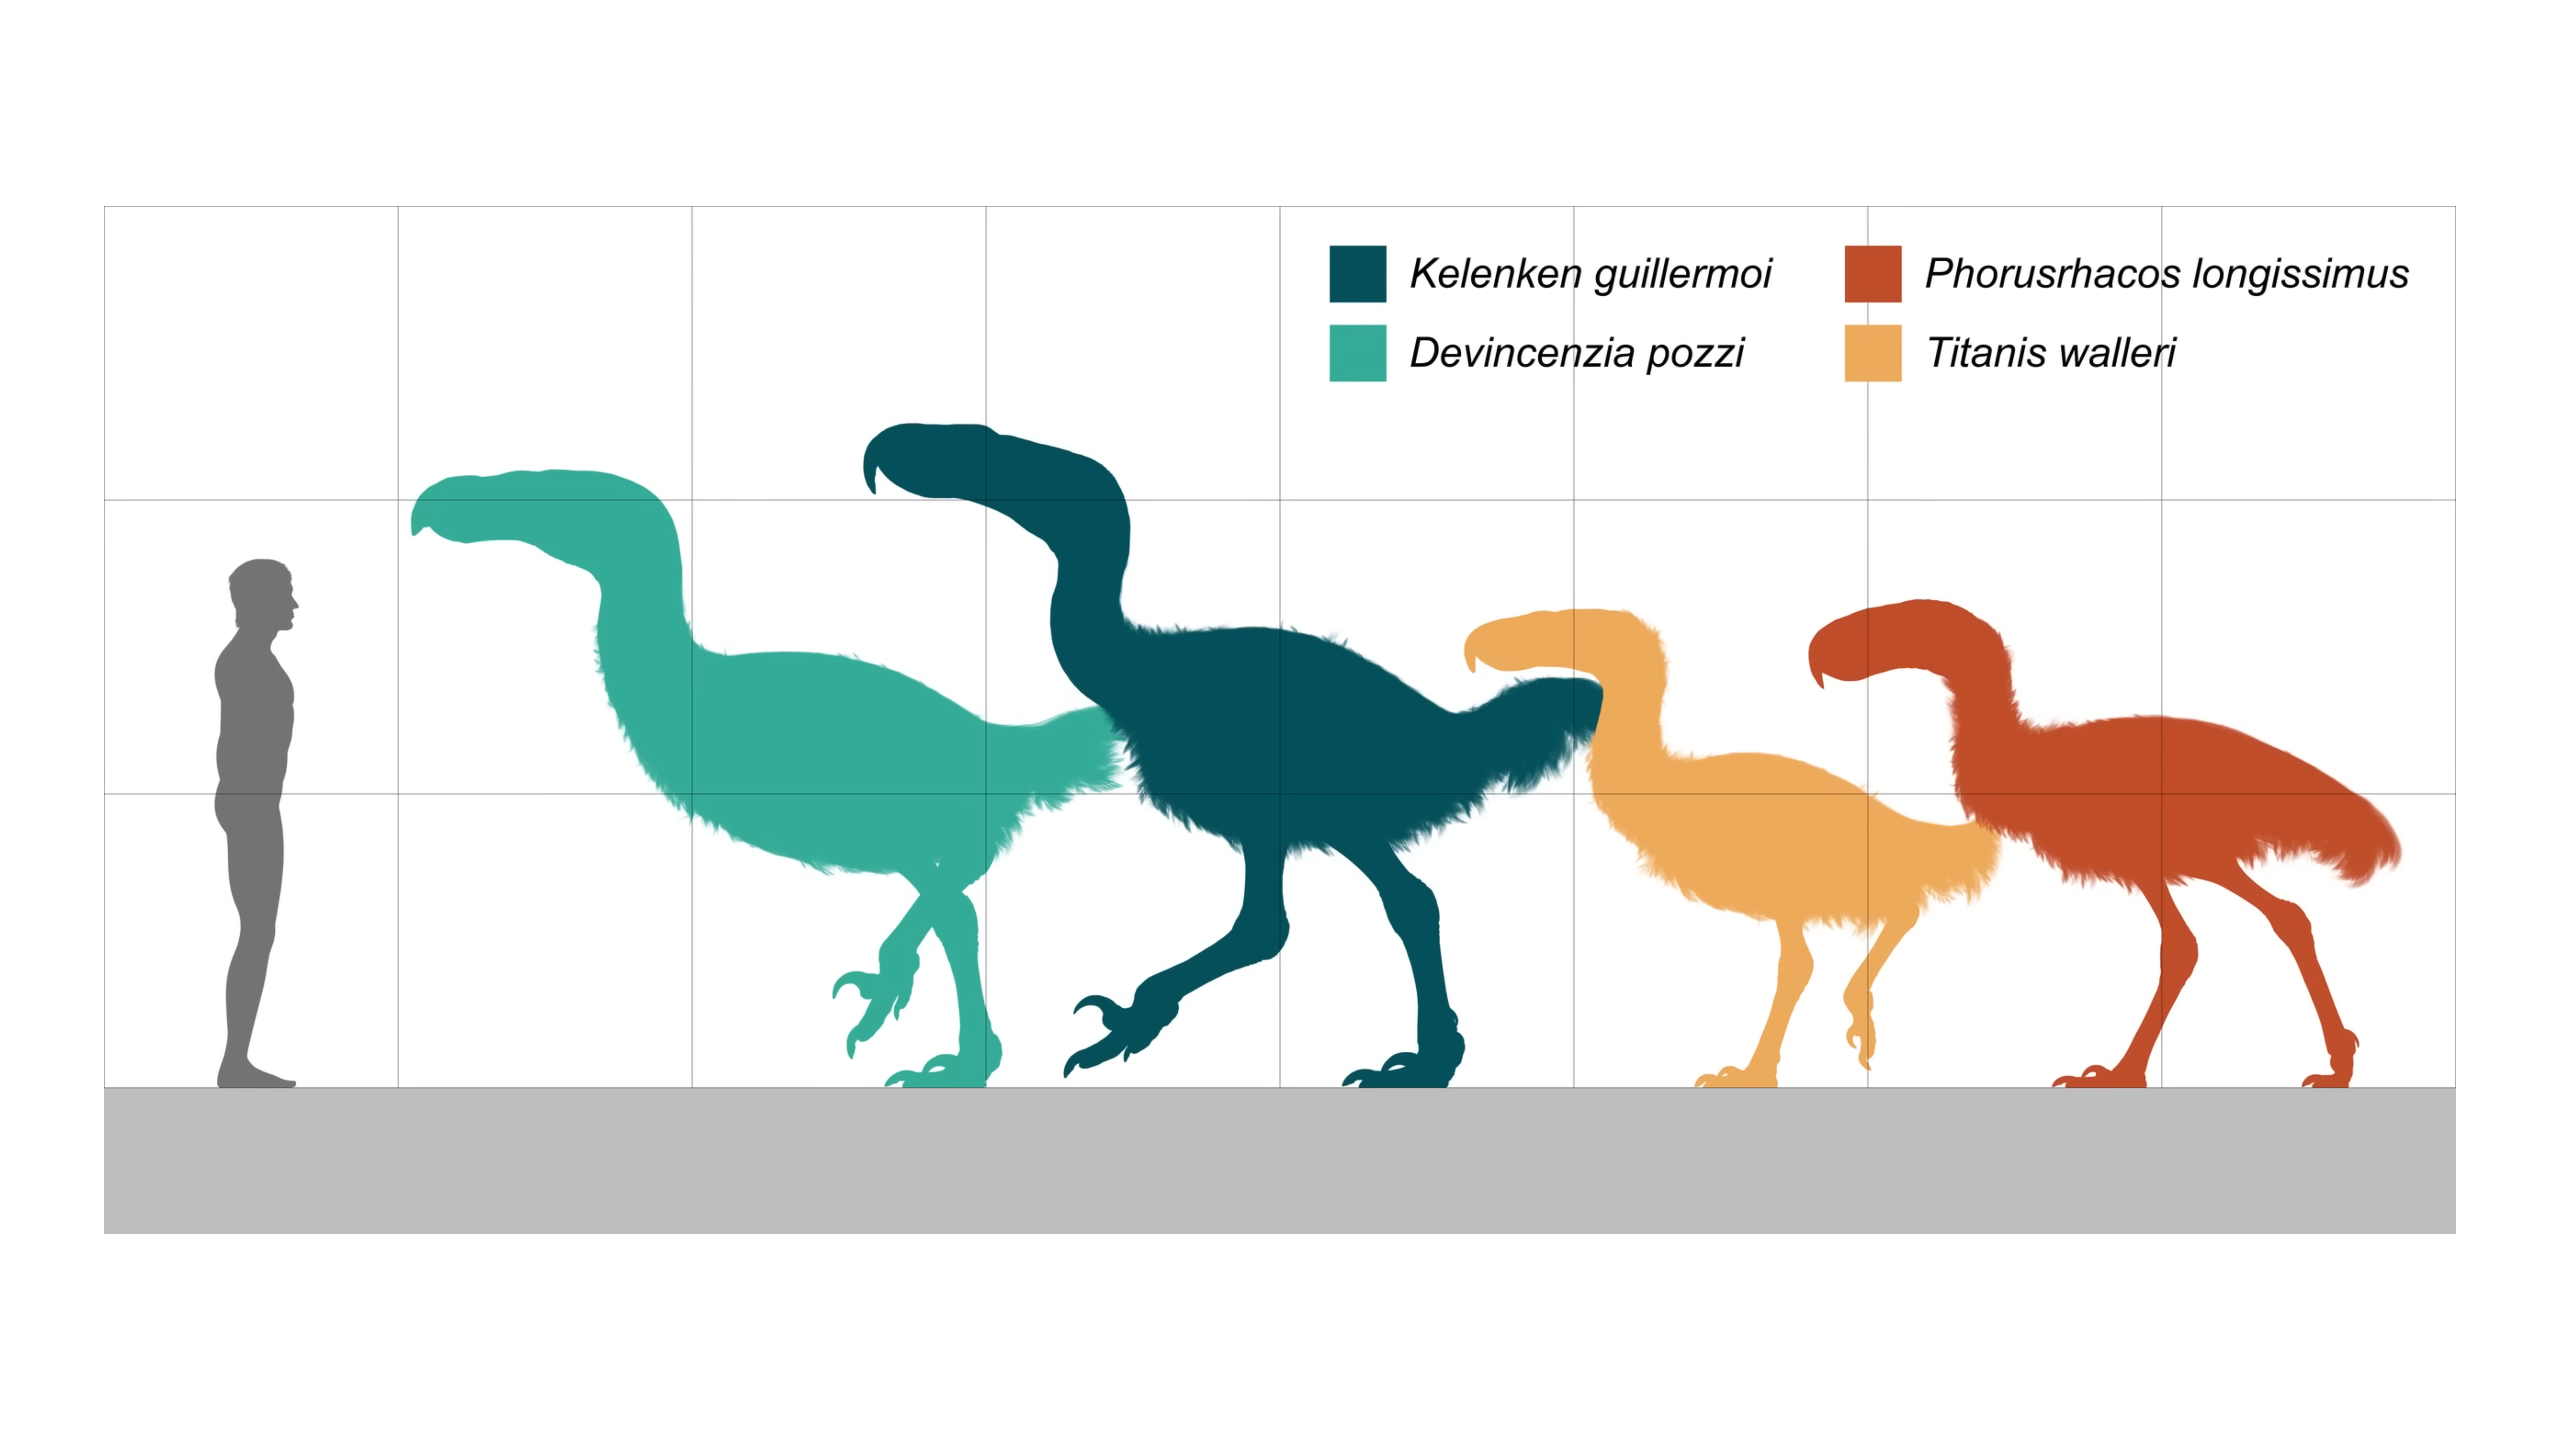 Kelenken guillermoi
Phorusrhacos longissimus
Devincenzia pozzi
Titanis walleri